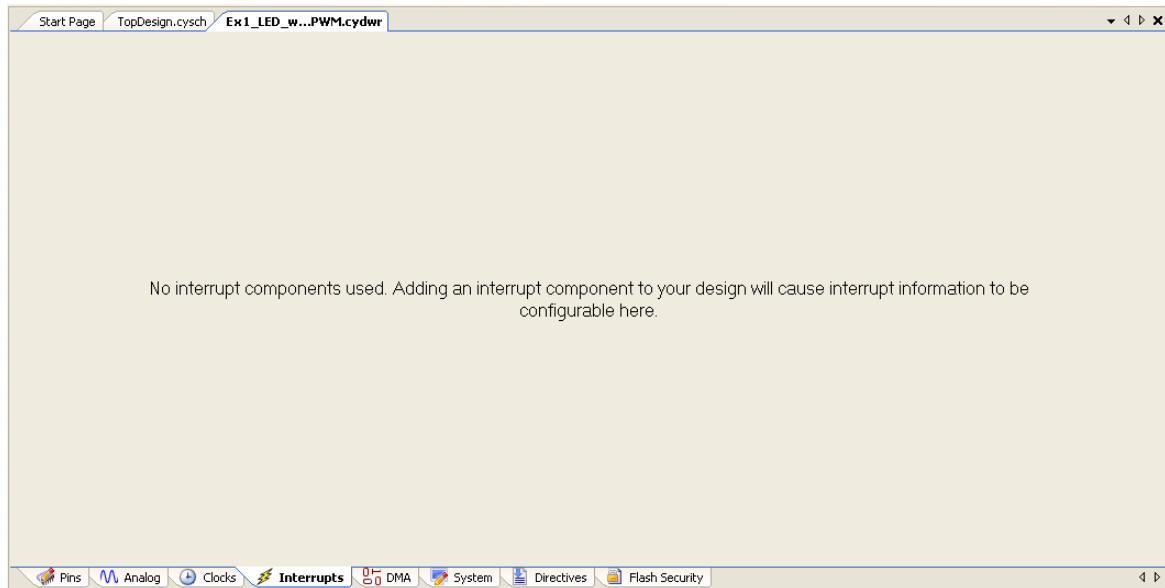 Start Page TopDesign.cysch Ex1_LED_w...PWM.cydwr
No interrupt components used. Adding an interrupt component to your design will cause interrupt information to be
configurable here.
Pins Analog Clocks Interrupts DMA System Directives Flash Security